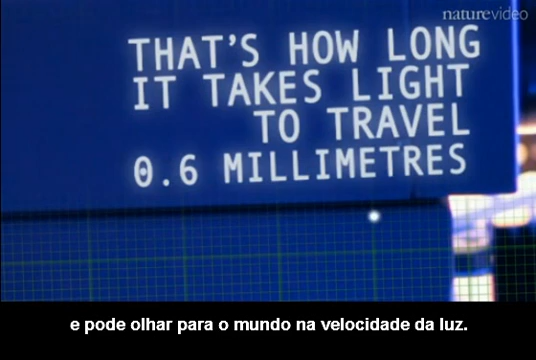 naturevideo
THAT'S HOW LONG
IT TAKES LIGHT
TO TRAVEL
0.6 MILLIMETRES
e pode olhar para o mundo na velocidade da luz.